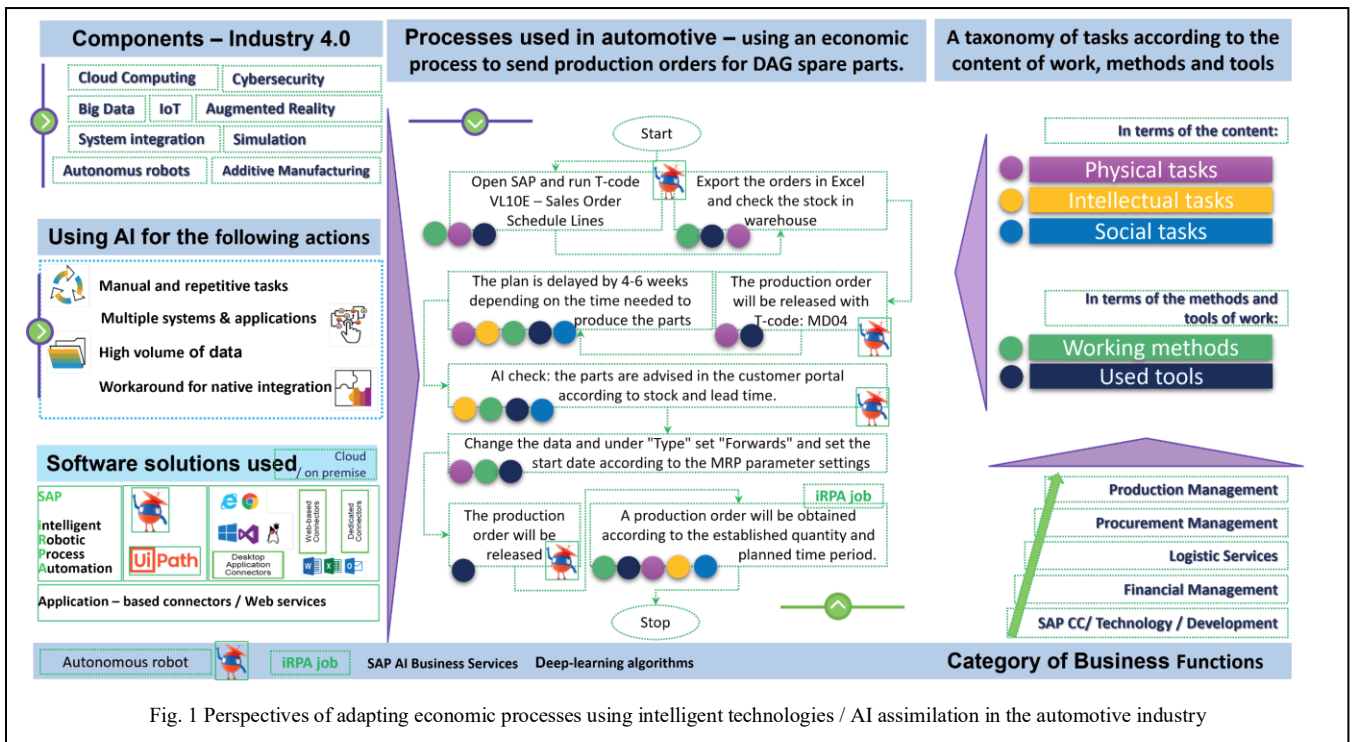 Components – Industry 4.0
Cloud Computing
Cybersecurity
Big Data
IoT
Augmented Reality
System integration
Simulation
Autonomus robots
Additive Manufacturing
Using AI for the following actions
Manual and repetitive tasks
Multiple systems & applications
High volume of data
Workaround for native integration
Software solutions used
Cloud
/ on premise
SAP
intelligent
Robotic
Process
Automation
UiPath
Web-based
Connectors
Dedicated
Connectors
Desktop
Application
Connectors
Application – based connectors / Web services
Processes used in automotive – using an economic
process to send production orders for DAG spare parts.
Start
Open SAP and run T-code
VL10E – Sales Order
Schedule Lines
Export the orders in Excel
and check the stock in
warehouse
The plan is delayed by 4-6 weeks
depending on the time needed to
produce the parts
The production order
will be released with
T-code: MD04
AI check: the parts are advised in the customer portal
according to stock and lead time.
Change the data and under "Type" set "Forwards" and set the
start date according to the MRP parameter settings
iRPA job
The production
order will be
released
A production order will be obtained
according to the established quantity and
planned time period.
Stop
A taxonomy of tasks according to the
content of work, methods and tools
In terms of the content:
Physical tasks
Intellectual tasks
Social tasks
In terms of the methods and
tools of work:
Working methods
Used tools
Production Management
Procurement Management
Logistic Services
Financial Management
SAP CC/ Technology / Development
Autonomous robot
iRPA job
SAP AI Business Services
Deep-learning algorithms
Category of Business Functions
Fig. 1 Perspectives of adapting economic processes using intelligent technologies / AI assimilation in the automotive industry